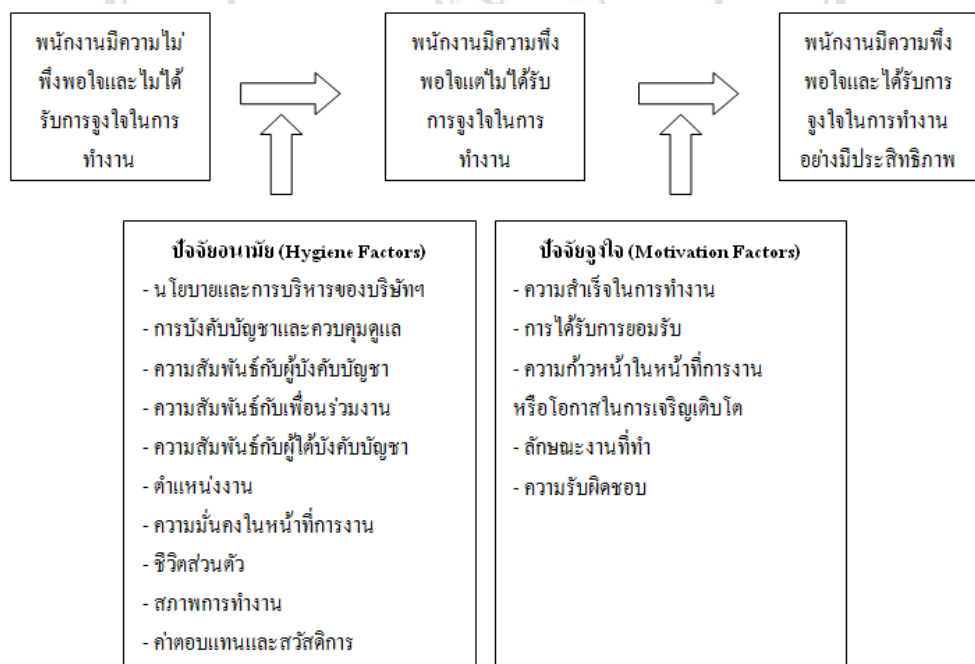 พนักงานมีความไม่
พึงพอใจและไม่ได้
รับการจูงใจในการ
ทำงาน
พนักงานมีความพึง
พอใจแต่ไม่ได้รับ
การจูงใจในการ
ทำงาน
พนักงานมีความพึง
พอใจและได้รับการ
จูงใจในการทำงาน
อย่างมีประสิทธิภาพ
ปัจจัยอนามัย (Hygiene Factors)
- นโยบายและการบริหารของบริษัทฯ
- การบังคับบัญชาและควบคุมดูแล
- ความสัมพันธ์กับผู้บังคับบัญชา
- ความสัมพันธ์กับเพื่อนร่วมงาน
- ความสัมพันธ์กับผู้ใต้บังคับบัญชา
- ตำแหน่งงาน
- ความมั่นคงในหน้าที่การงาน
- ชีวิตส่วนตัว
- สภาพการทำงาน
- ค่าตอบแทนและสวัสดิการ
ปัจจัยจูงใจ (Motivation Factors)
- ความสำเร็จในการทำงาน
- การได้รับการยอมรับ
- ความก้าวหน้าในหน้าที่การงาน
หรือโอกาสในการเจริญเติบโต
- ลักษณะงานที่ทำ
- ความรับผิดชอบ